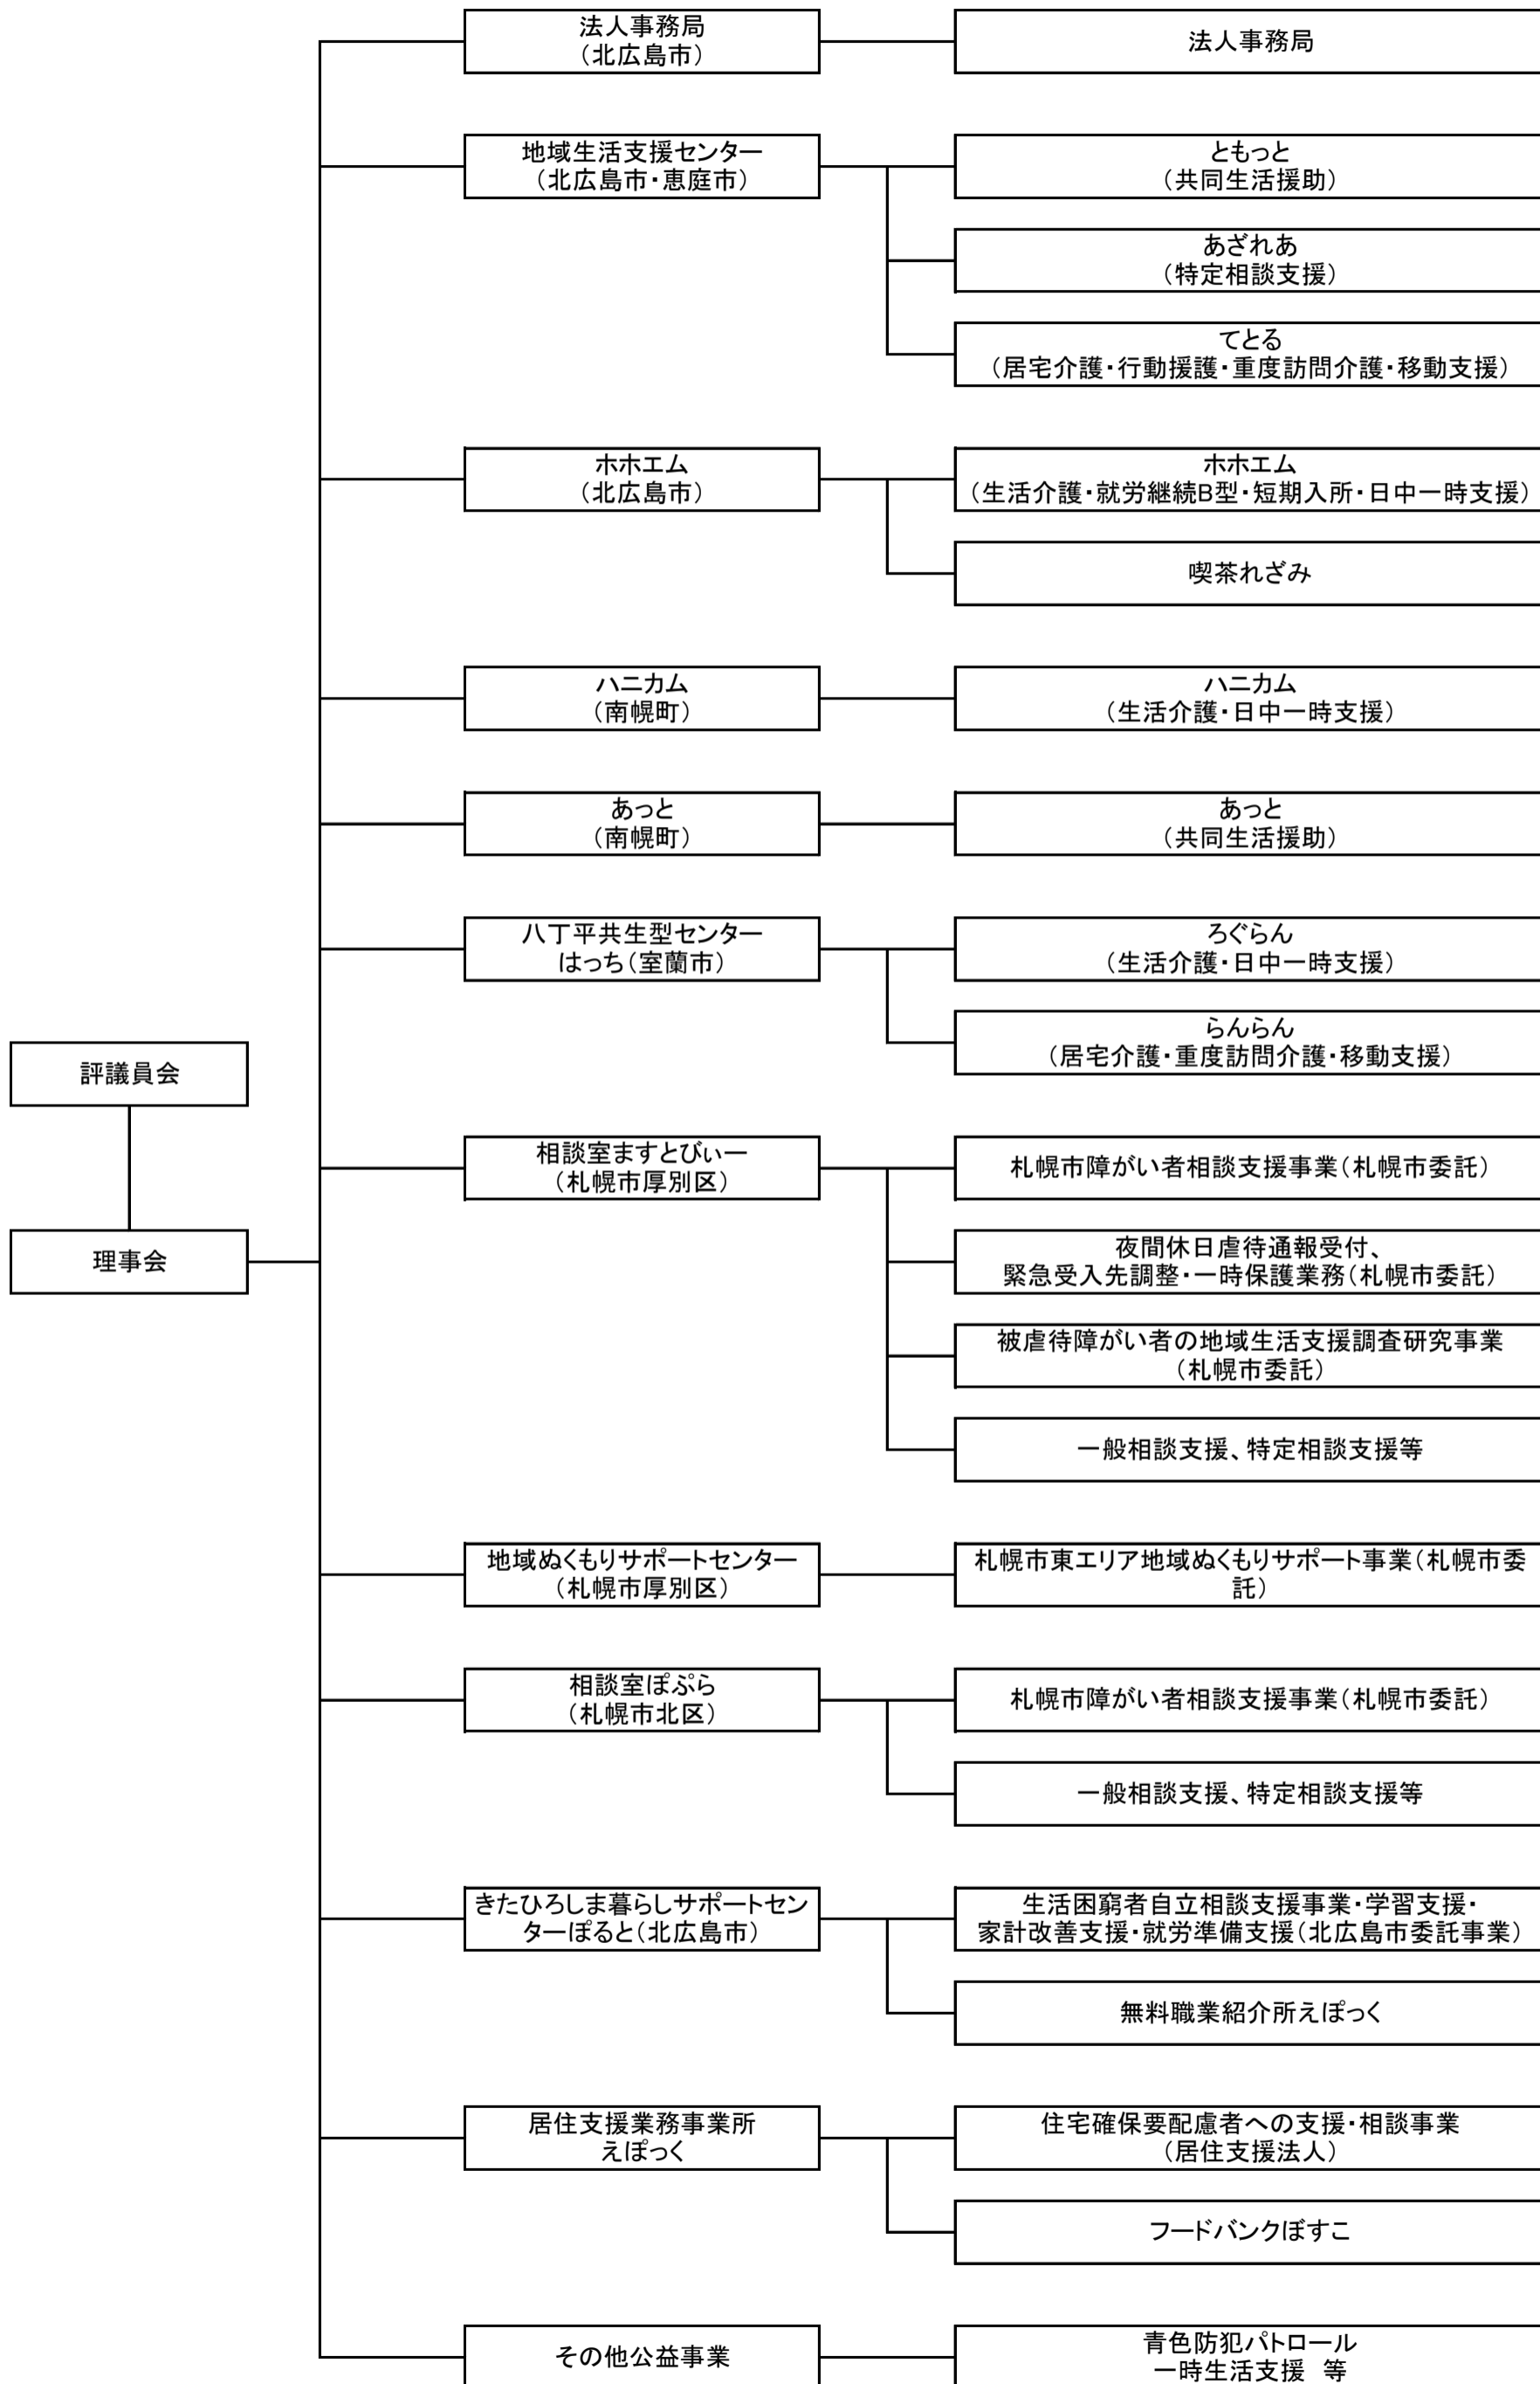 法人事務局
（北広島市）
法人事務局
地域生活支援センター
（北広島市・恵庭市）
ともっと
（共同生活援助）
あざれあ
（特定相談支援）
てとる
（居宅介護・行動援護・重度訪問介護・移動支援）
ホホエム
（北広島市）
ホホエム
（生活介護・就労継続B型・短期入所・日中一時支援）
喫茶れざみ
ハニカム
（南幌町）
ハニカム
（生活介護・日中一時支援）
あっと
（南幌町）
あっと
（共同生活援助）
八丁平共生型センター
はっち（室蘭市）
ろぐらん
（生活介護・日中一時支援）
らんらん
（居宅介護・重度訪問介護・移動支援）
評議員会
理事会
相談室ますとびぃー
（札幌市厚別区）
札幌市障がい者相談支援事業（札幌市委託）
夜間休日虐待通報受付、
緊急受入先調整・一時保護業務（札幌市委託）
被虐待障がい者の地域生活支援調査研究事業
（札幌市委託）
一般相談支援、特定相談支援等
地域ぬくもりサポートセンター
（札幌市厚別区）
札幌市東エリア地域ぬくもりサポート事業（札幌市委
託）
相談室ぽぷら
（札幌市北区）
札幌市障がい者相談支援事業（札幌市委託）
一般相談支援、特定相談支援等
きたひろしま暮らしサポートセン
ターぽると（北広島市）
生活困窮者自立相談支援事業・学習支援・
家計改善支援・就労準備支援（北広島市委託事業）
無料職業紹介所えぽっく
居住支援業務事業所
えぽっく
住宅確保要配慮者への支援・相談事業
（居住支援法人）
フードバンクぽすこ
その他公益事業
青色防犯パトロール
一時生活支援　等